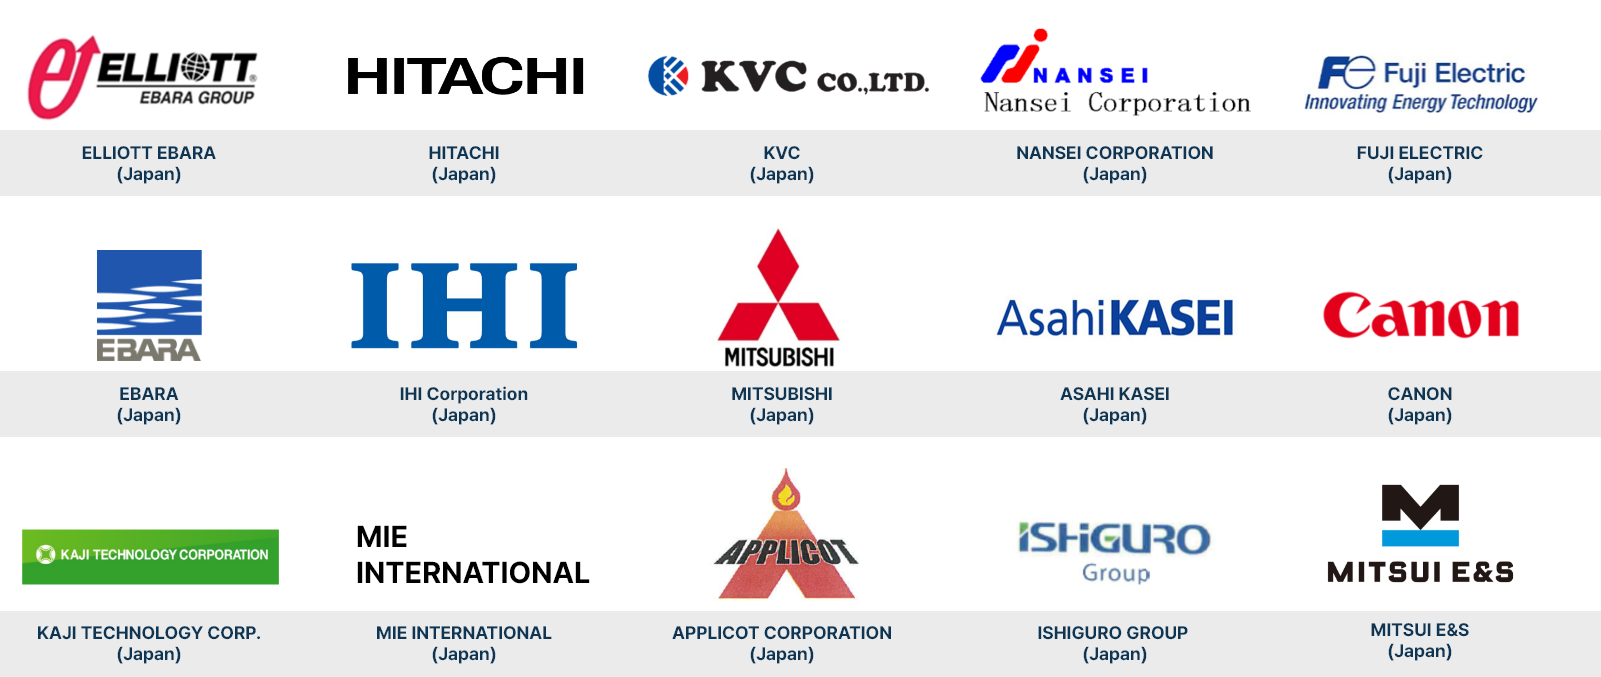 ELLIOTT®
EBARA GROUP
HITACHI
KVC CO.,LTD.
NANSEI
Nansei Corporation
Fe Fuji Electric
Innovating Energy Technology
ELLIOTT EBARA
(Japan)
HITACHI
(Japan)
KVC
(Japan)
NANSEI CORPORATION
(Japan)
FUJI ELECTRIC
(Japan)
EBARA
IHI
MITSUBISHI
AsahiKASEI
Canon
EBARA
(Japan)
IHI Corporation
(Japan)
MITSUBISHI
(Japan)
ASAHI KASEI
(Japan)
CANON
(Japan)
KAJI TECHNOLOGY CORPORATION
MIE
INTERNATIONAL
APPLICOT
ISHiGURO
Group
MITSUI E&S
KAJI TECHNOLOGY CORP.
(Japan)
MIE INTERNATIONAL
(Japan)
APPLICOT CORPORATION
(Japan)
ISHIGURO GROUP
(Japan)
MITSUI E&S
(Japan)